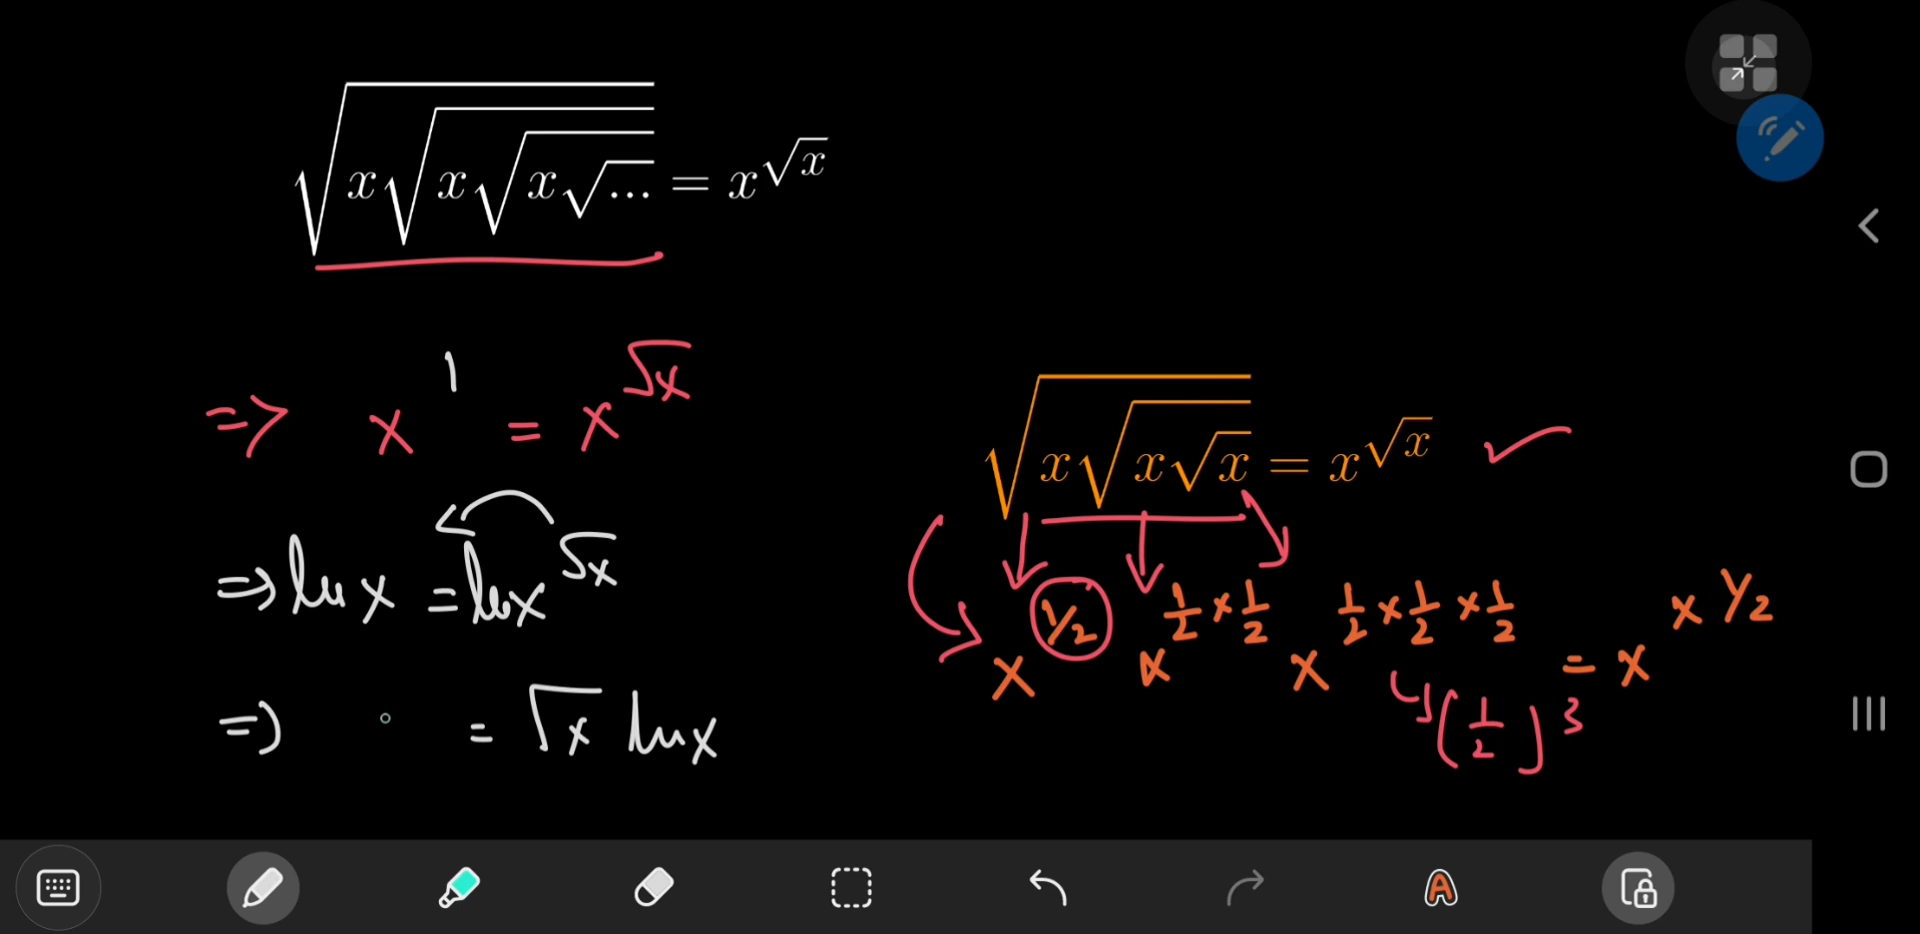 √(x√(x√(x√...))) = x^√x
=> x^1 = x^√x
=> ln x = ln x^√x
=> = √x ln x
√(x√(x√x)) = x^√x ✓
x^1/2 x^1/2 × 1/2 x^1/2 × 1/2 × 1/2 = x^x^1/2
(1/2)^3
A